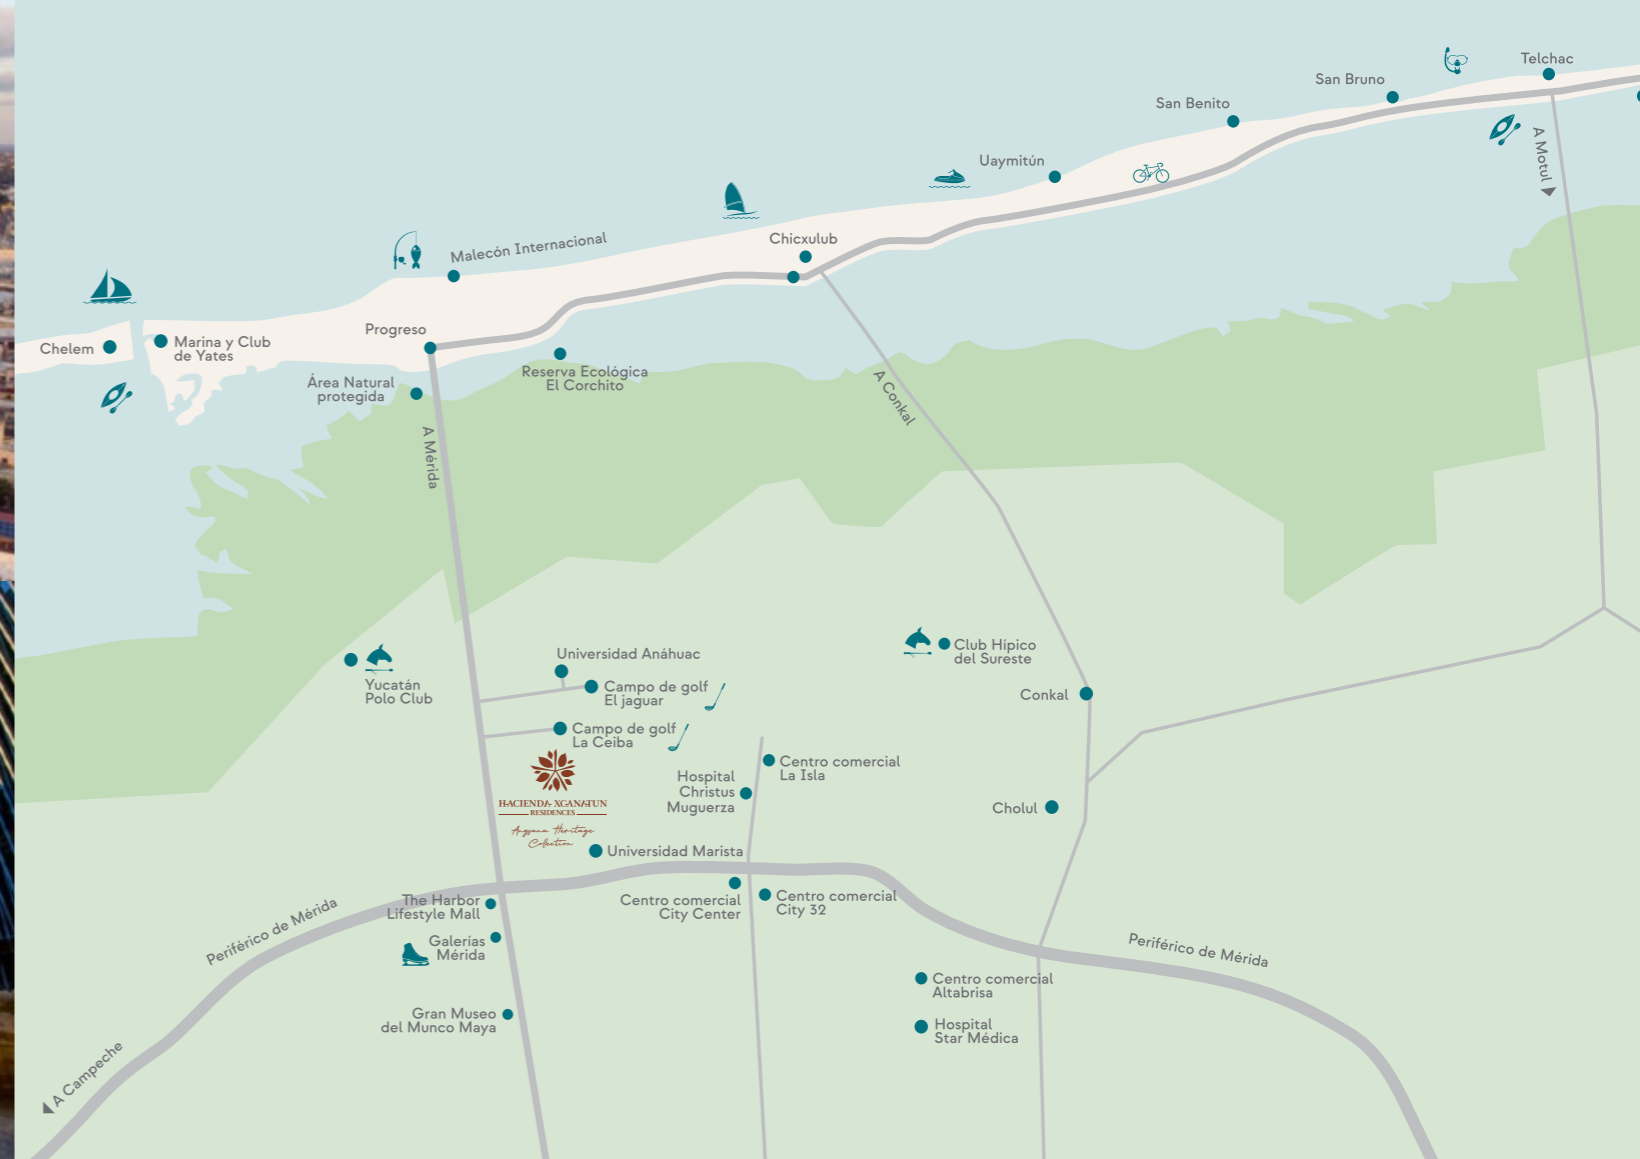 Telchac
San Bruno
San Benito
A Motul
Uaymitún
Chicxulub
Malecón Internacional
Progreso
Marina y Club
de Yates
Chelem
Reserva Ecológica
El Corchito
Área Natural
protegida
A Conkal
A Mérida
Universidad Anáhuac
Club Hípico
del Sureste
Yucatán
Polo Club
Campo de golf
El jaguar
Conkal
Campo de golf
La Ceiba
Centro comercial
La Isla
Hospital
Christus
Muguerza
HACIENDA XCANATUN
RESIDENCES
Angsana Heritage
Collection
Cholul
Universidad Marista
The Harbor
Lifestyle Mall
Centro comercial
City Center
Centro comercial
City 32
Periférico de Mérida
Galerías
Mérida
Periférico de Mérida
Centro comercial
Altabrisa
Gran Museo
del Munco Maya
Hospital
Star Médica
A Campeche